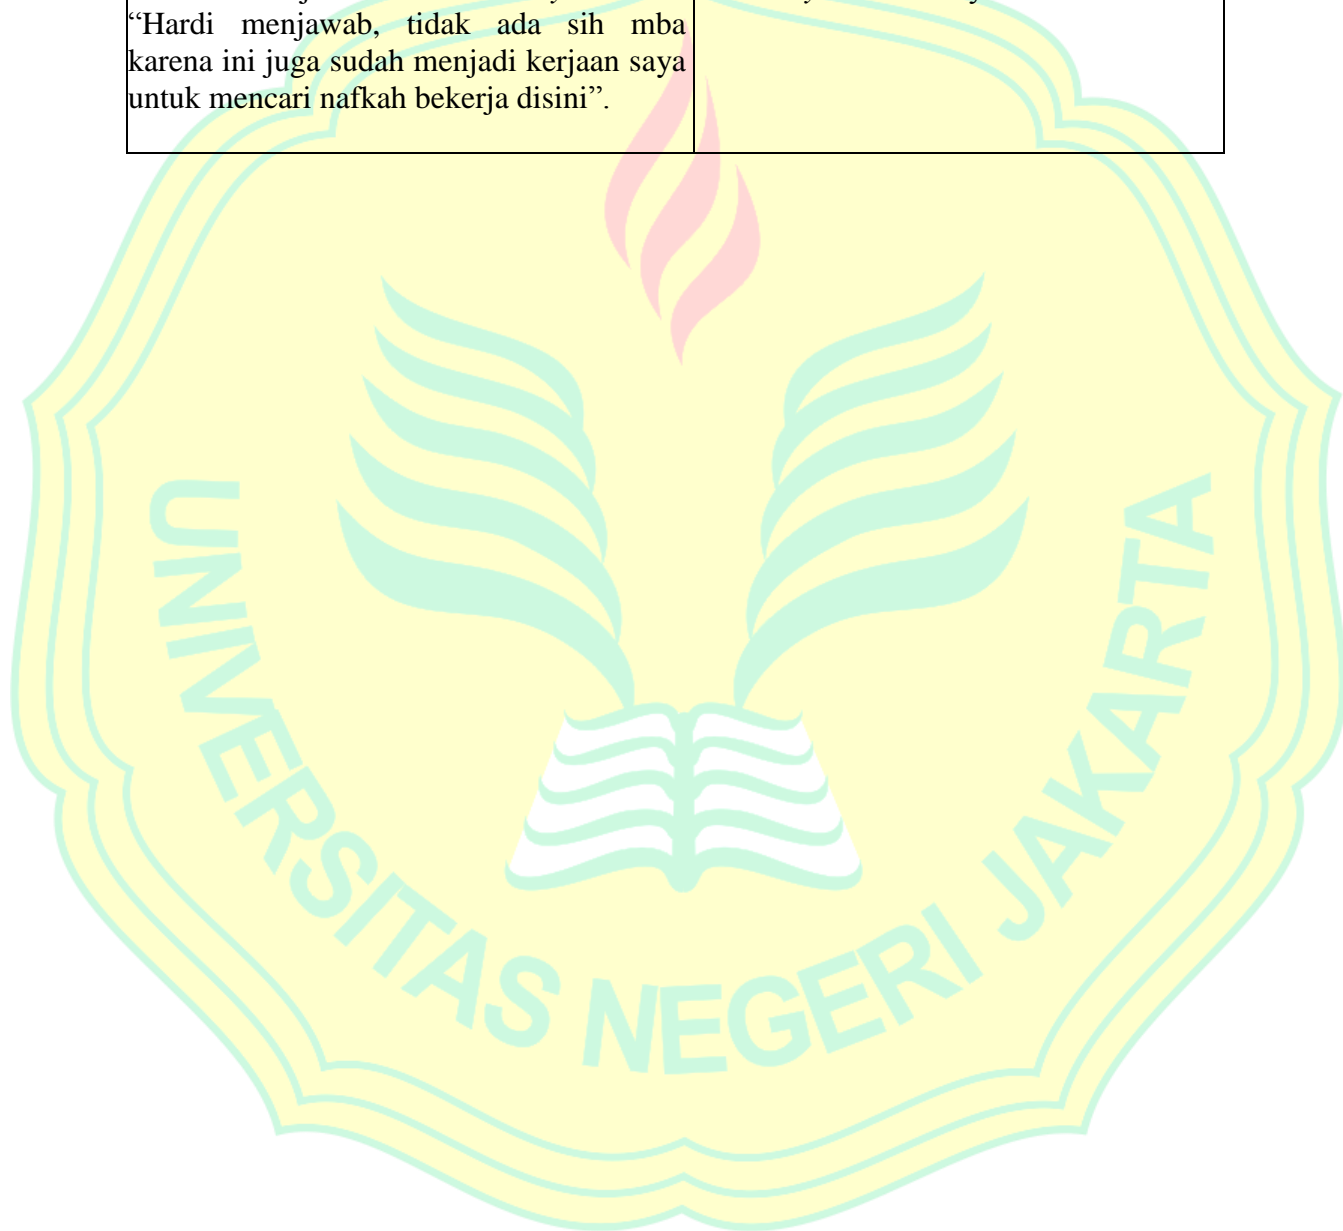 “Hardi menjawab, tidak ada sih mba
karena ini juga sudah menjadi kerjaan saya
untuk mencari nafkah bekerja disini”.
UNIVERSITAS NEGERI JAKARTA